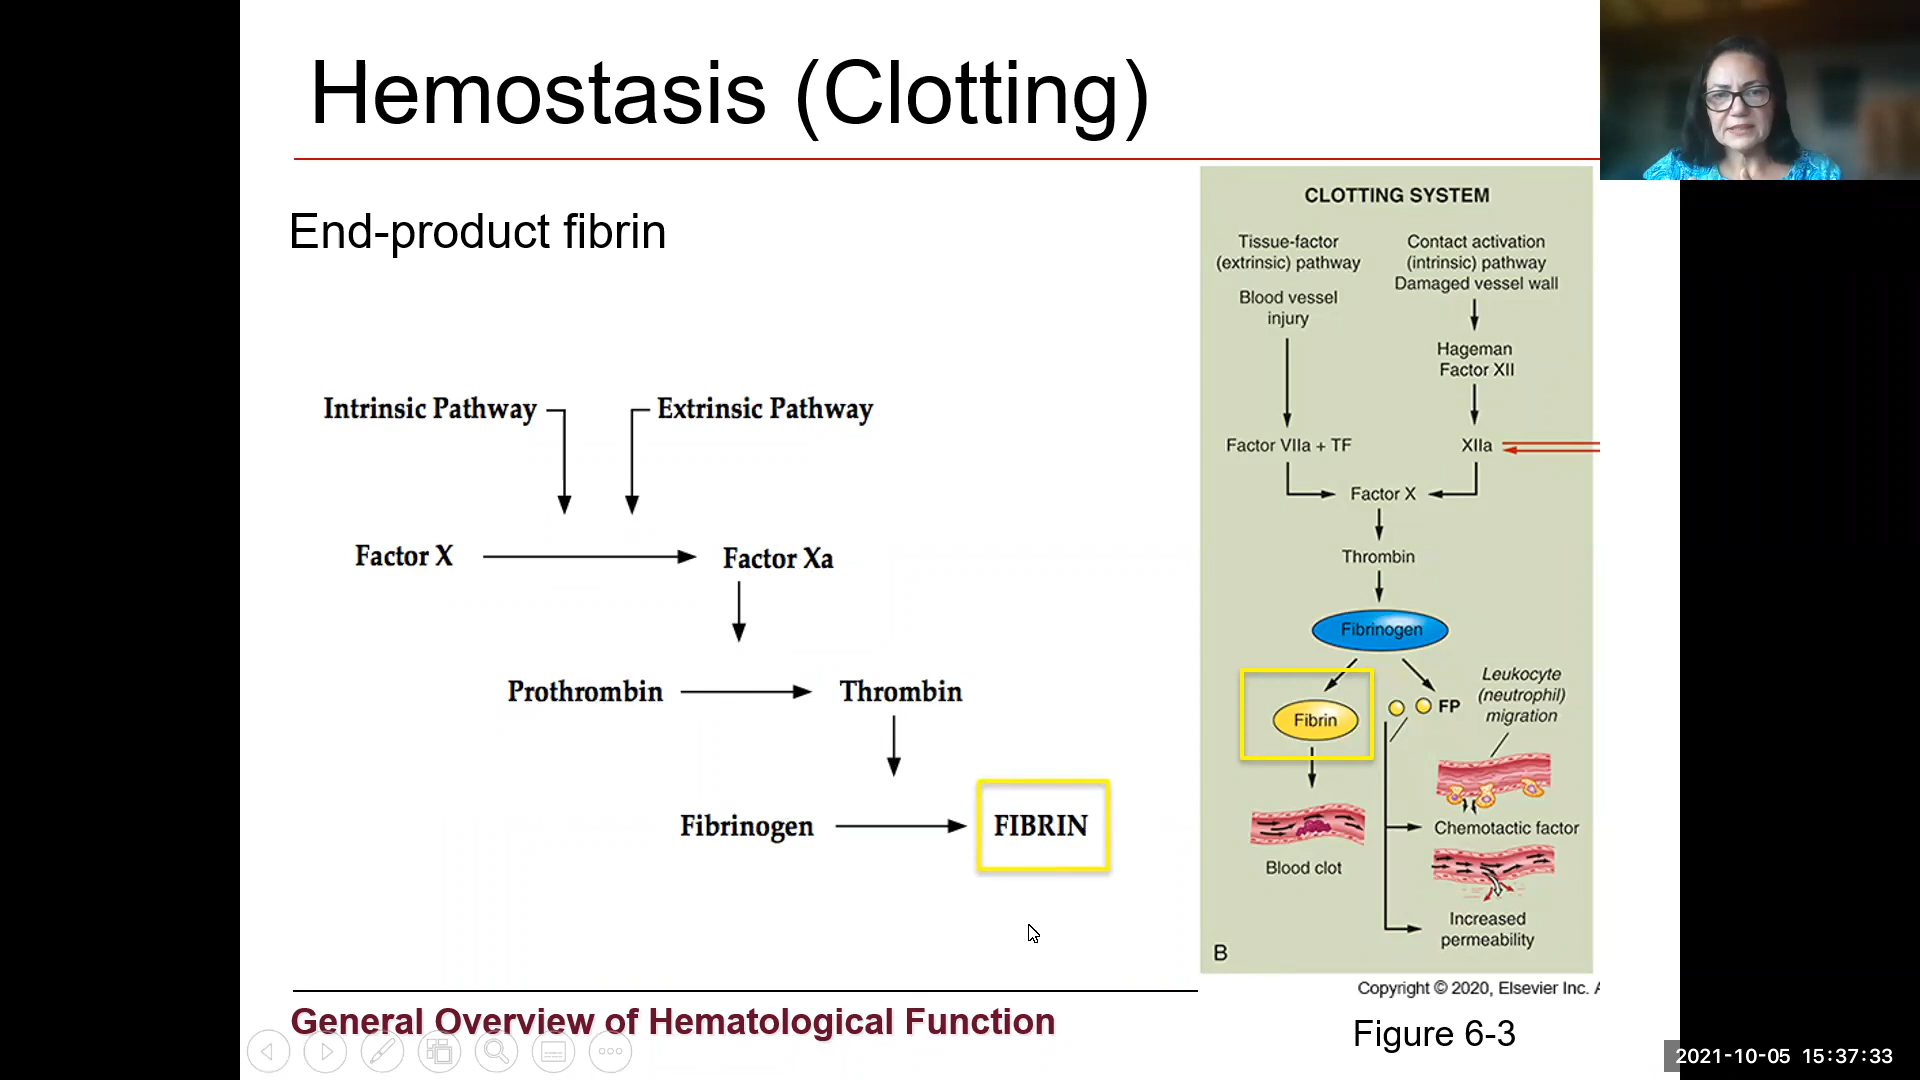 Hemostasis (Clotting)
End-product fibrin
Intrinsic Pathway
Extrinsic Pathway
Factor X
Factor Xa
Prothrombin
Thrombin
Fibrinogen
FIBRIN
CLOTTING SYSTEM
Tissue-factor
(extrinsic) pathway
Blood vessel
injury
Contact activation
(intrinsic) pathway
Damaged vessel wall
Hageman
Factor XII
Factor VIIa + TF
XIIa
Factor X
Thrombin
Fibrinogen
Fibrin
FP
Leukocyte
(neutrophil)
migration
Blood clot
Chemotactic factor
Increased
permeability
B
Copyright © 2020, Elsevier Inc.
General Overview of Hematological Function
Figure 6-3
2021-10-05 15:37:33